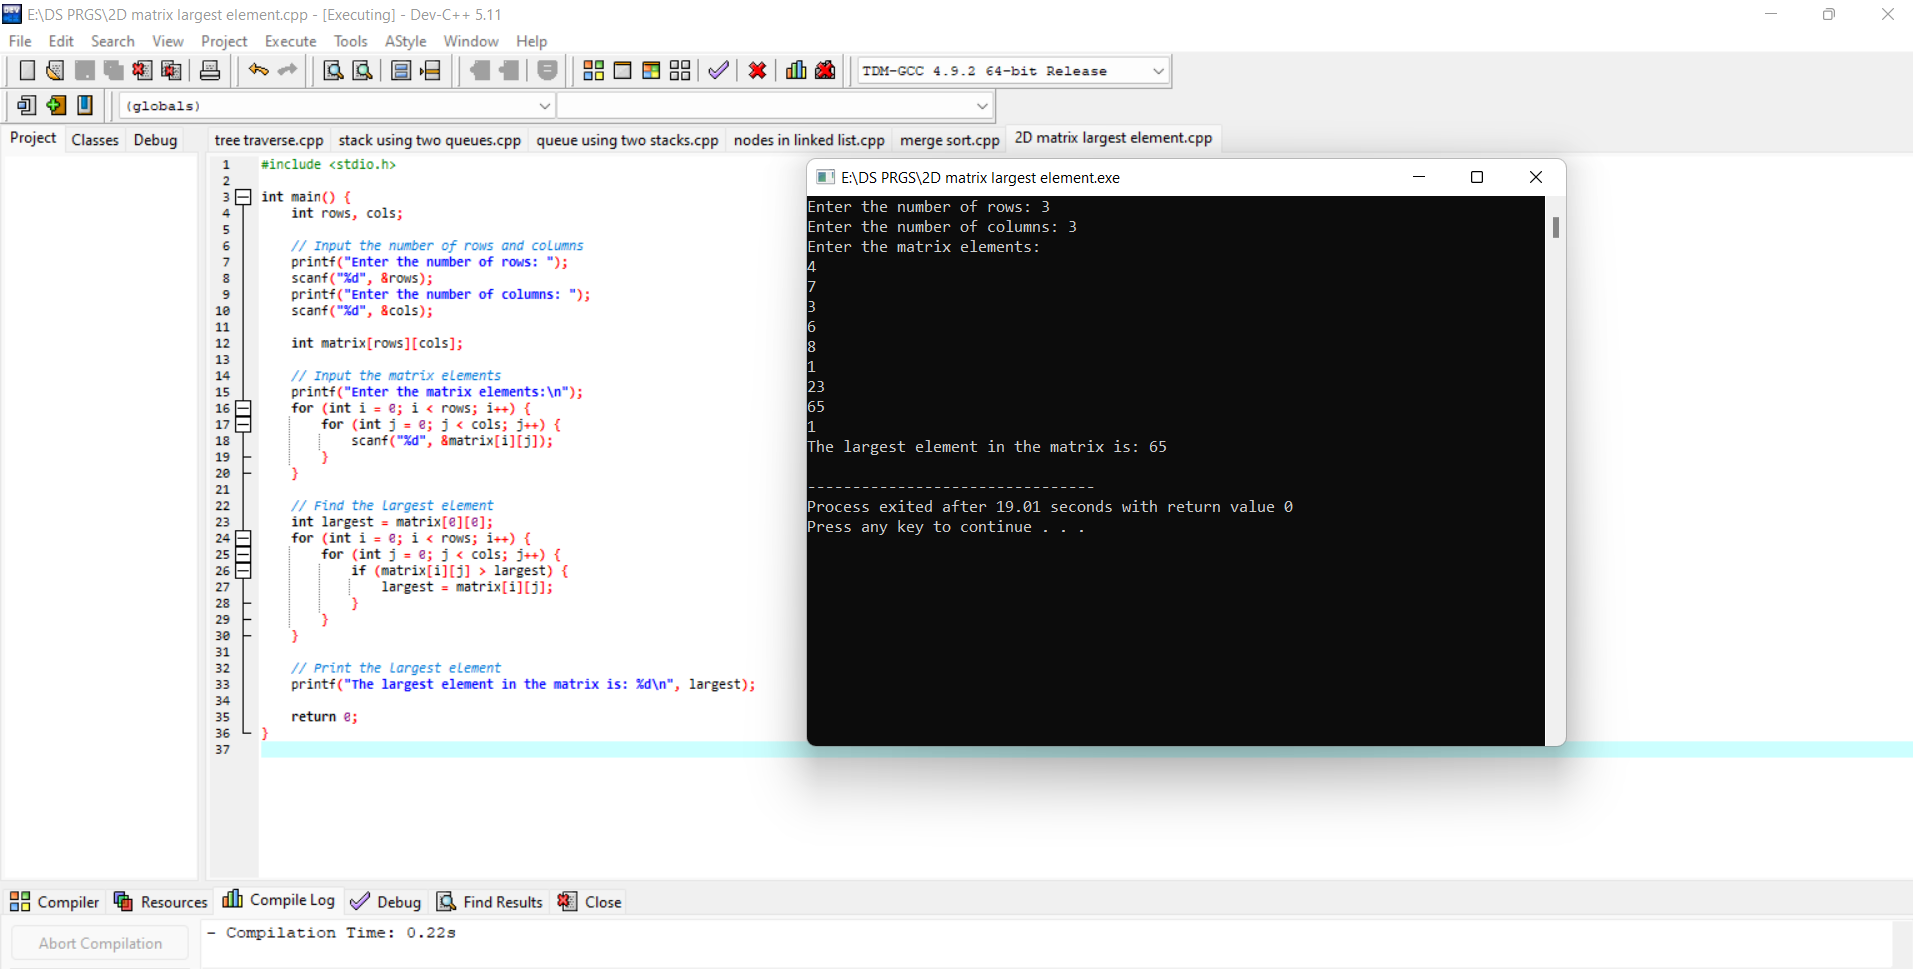 E:\DS PRGS\2D matrix largest element.cpp - [Executing] - Dev-C++ 5.11
File Edit Search View Project Execute Tools AStyle Window Help
TDM-GCC 4.9.2 64-bit Release
(globals)
Project Classes Debug
tree traverse.cpp stack using two queues.cpp queue using two stacks.cpp nodes in linked list.cpp merge sort.cpp 2D matrix largest element.cpp
1 #include <stdio.h>
2
3 int main() {
4 int rows, cols;
5
6 // Input the number of rows and columns
7 printf("Enter the number of rows: ");
8 scanf("%d", &rows);
9 printf("Enter the number of columns: ");
10 scanf("%d", &cols);
11
12 int matrix[rows][cols];
13
14 // Input the matrix elements
15 printf("Enter the matrix elements:\n");
16 for (int i = 0; i < rows; i++) {
17 for (int j = 0; j < cols; j++) {
18 scanf("%d", &matrix[i][j]);
19 }
20 }
21
22 // Find the largest element
23 int largest = matrix[0][0];
24 for (int i = 0; i < rows; i++) {
25 for (int j = 0; j < cols; j++) {
26 if (matrix[i][j] > largest) {
27 largest = matrix[i][j];
28 }
29 }
30 }
31
32 // Print the largest element
33 printf("The largest element in the matrix is: %d\n", largest);
34
35 return 0;
36 }
37
E:\DS PRGS\2D matrix largest element.exe
Enter the number of rows: 3
Enter the number of columns: 3
Enter the matrix elements:
4
7
3
6
8
1
23
65
1
The largest element in the matrix is: 65
--------------------------------
Process exited after 19.01 seconds with return value 0
Press any key to continue . . .
Compiler Resources Compile Log Debug Find Results Close
Abort Compilation
- Compilation Time: 0.22s